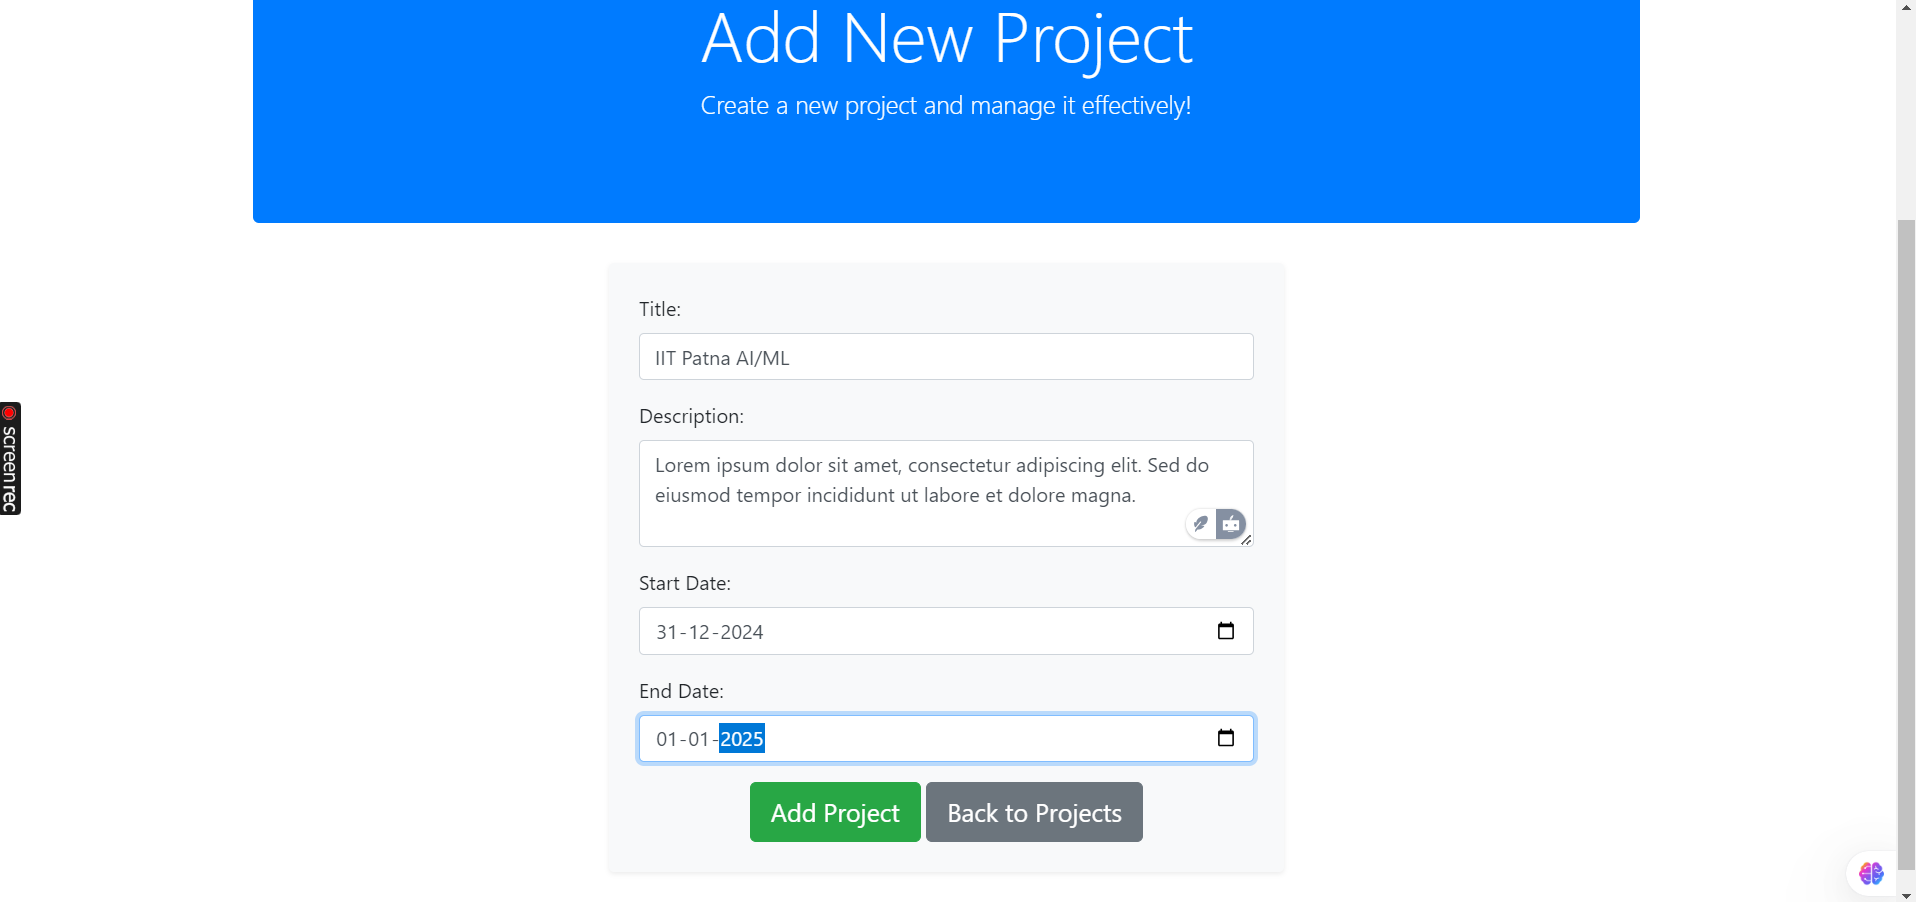 Add New Project
Create a new project and manage it effectively!
Title:
IIT Patna AI/ML
Description:
Lorem ipsum dolor sit amet, consectetur adipiscing elit. Sed do
eiusmod tempor incididunt ut labore et dolore magna.
Start Date:
31-12-2024
End Date:
01-01-2025
Add Project
Back to Projects
screenrec